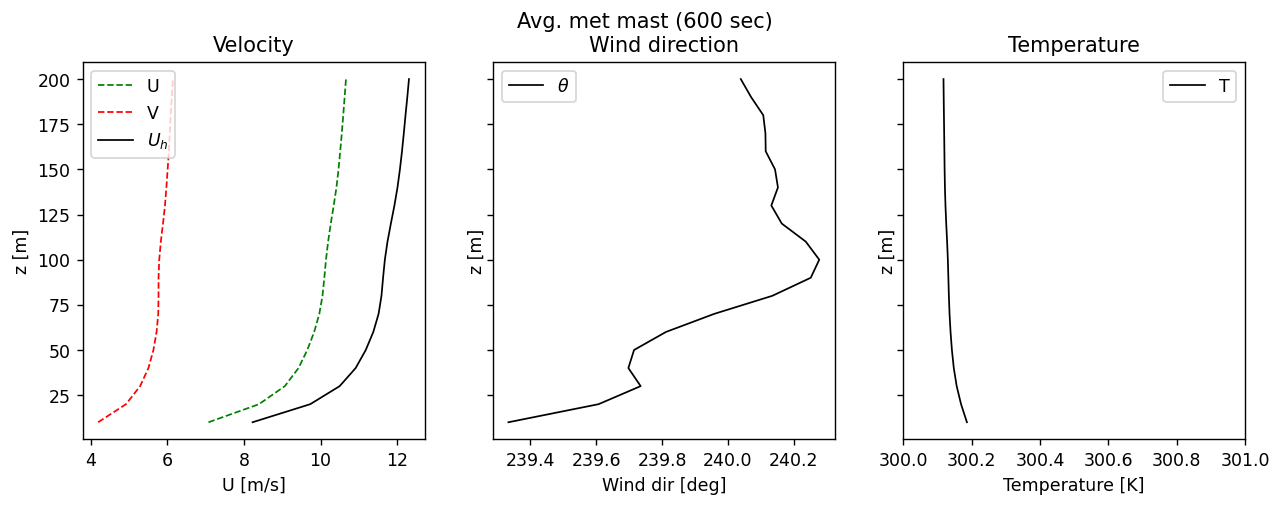 Avg. met mast (600 sec)
Velocity
Wind direction
Temperature
200
175
150
125
100
75
50
25
z [m]
U
V
U_h
4
6
8
10
12
U [m/s]
z [m]
θ
239.4
239.6
239.8
240.0
240.2
Wind dir [deg]
z [m]
T
300.0
300.2
300.4
300.6
300.8
301.0
Temperature [K]